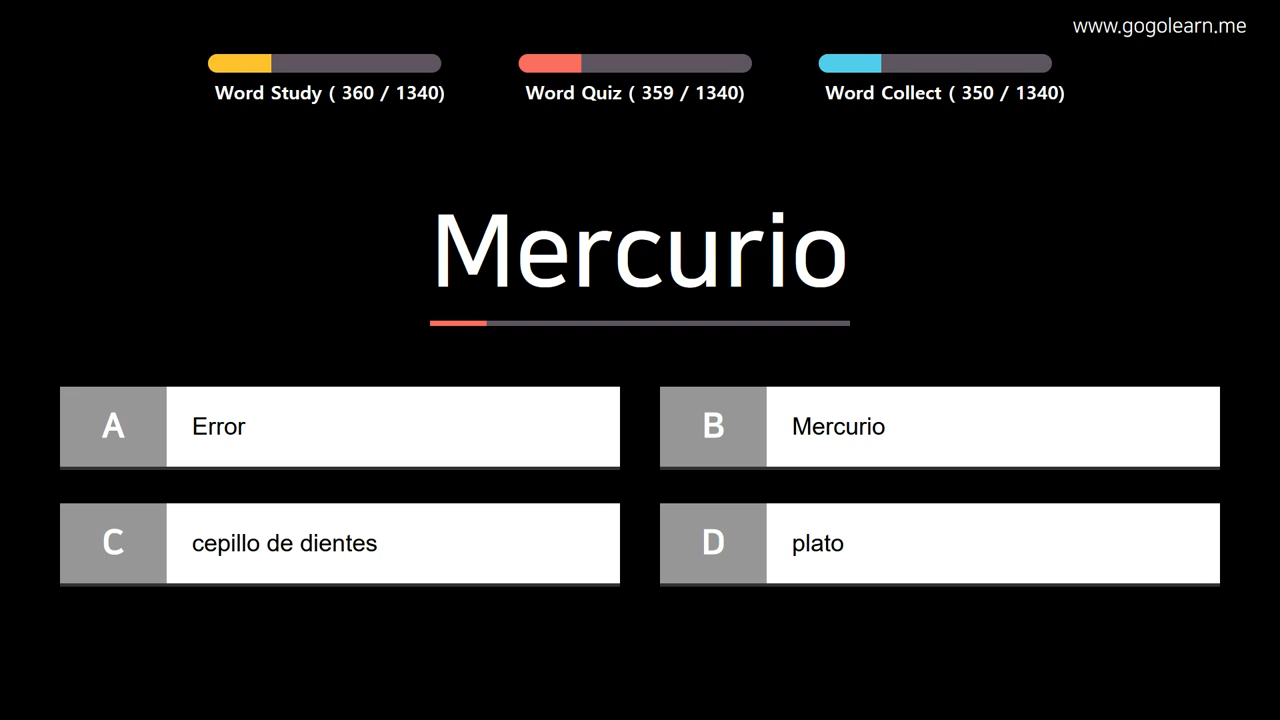 www.gogolearn.me
Word Study ( 360 / 1340)
Word Quiz ( 359 / 1340)
Word Collect ( 350 / 1340)
Mercurio
A
Error
B
Mercurio
C
cepillo de dientes
D
plato